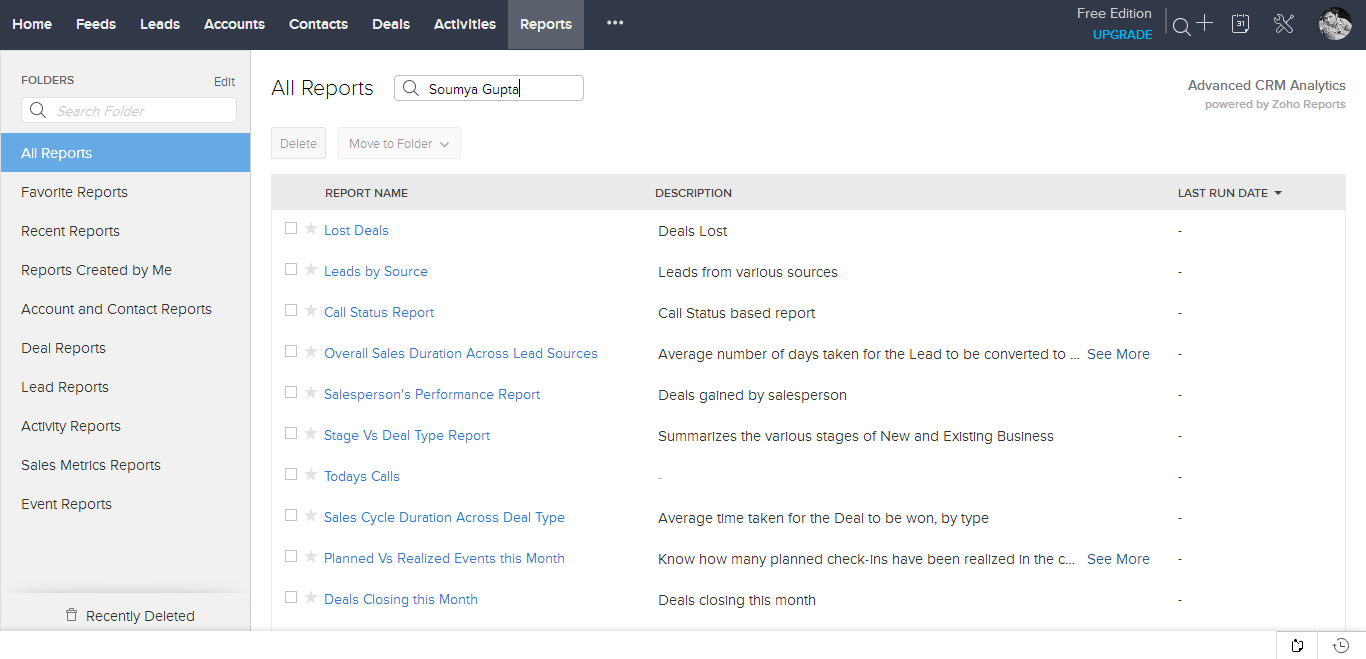 Home Feeds Leads Accounts Contacts Deals Activities Reports ••• Free Edition
UPGRADE
31
FOLDERS Edit
Search Folder
All Reports
Favorite Reports
Recent Reports
Reports Created by Me
Account and Contact Reports
Deal Reports
Lead Reports
Activity Reports
Sales Metrics Reports
Event Reports
Recently Deleted
All Reports Soumya Gupta
Advanced CRM Analytics
powered by Zoho Reports
Delete Move to Folder
REPORT NAME DESCRIPTION LAST RUN DATE
Lost Deals Deals Lost -
Leads by Source Leads from various sources -
Call Status Report Call Status based report -
Overall Sales Duration Across Lead Sources Average number of days taken for the Lead to be converted to ... See More -
Salesperson's Performance Report Deals gained by salesperson -
Stage Vs Deal Type Report Summarizes the various stages of New and Existing Business -
Todays Calls - -
Sales Cycle Duration Across Deal Type Average time taken for the Deal to be won, by type -
Planned Vs Realized Events this Month Know how many planned check-ins have been realized in the c... See More -
Deals Closing this Month Deals closing this month -